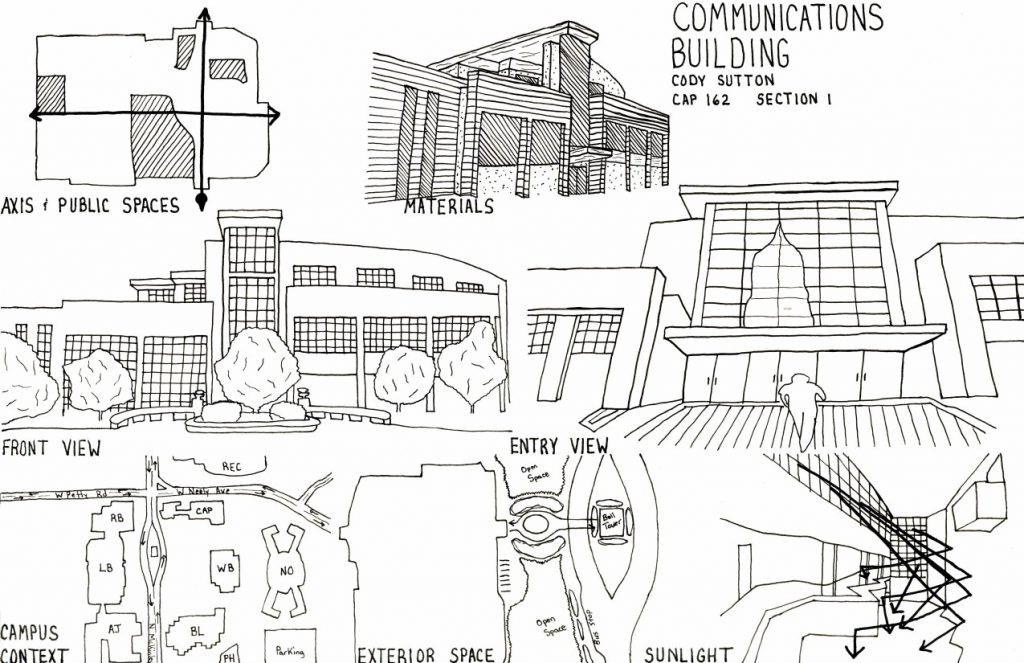 COMMUNICATIONS
BUILDING
CODY SUTTON
CAP 162 SECTION 1
AXIS & PUBLIC SPACES
MATERIALS
FRONT VIEW
ENTRY VIEW
REC
W Petty Rd
W Neely Ave
RB
CAP
LB
WB
NO
AJ
BL
PH
Parking
CAMPUS
CONTEXT
Open
Space
Bell
Tower
Open
Space
Bus Stop
EXTERIOR SPACE
SUNLIGHT